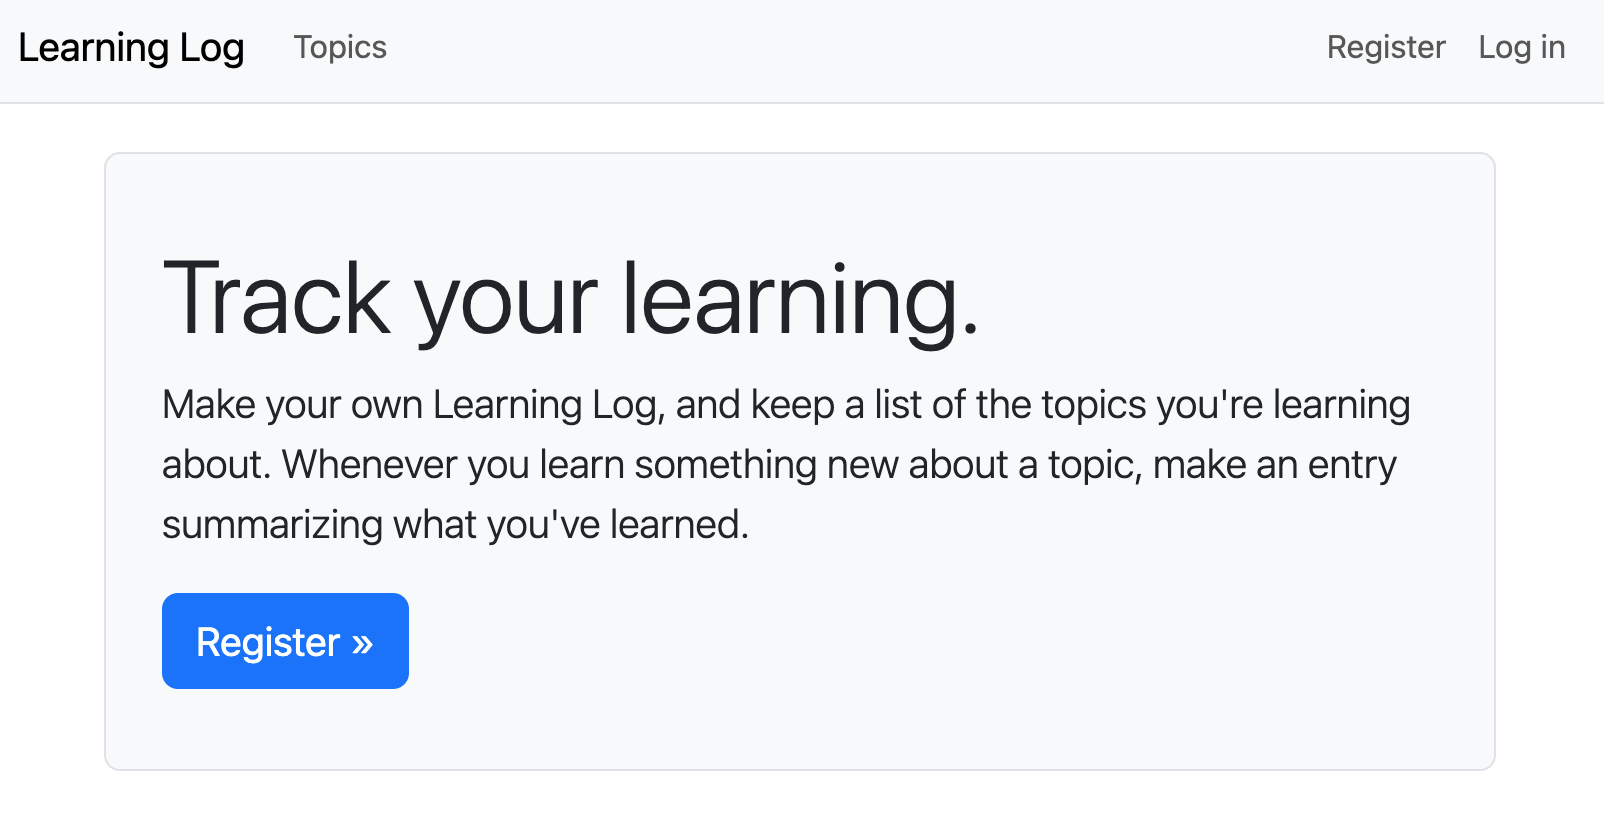 Learning Log Topics Register Log in
Track your learning.
Make your own Learning Log, and keep a list of the topics you're learning
about. Whenever you learn something new about a topic, make an entry
summarizing what you've learned.
Register »